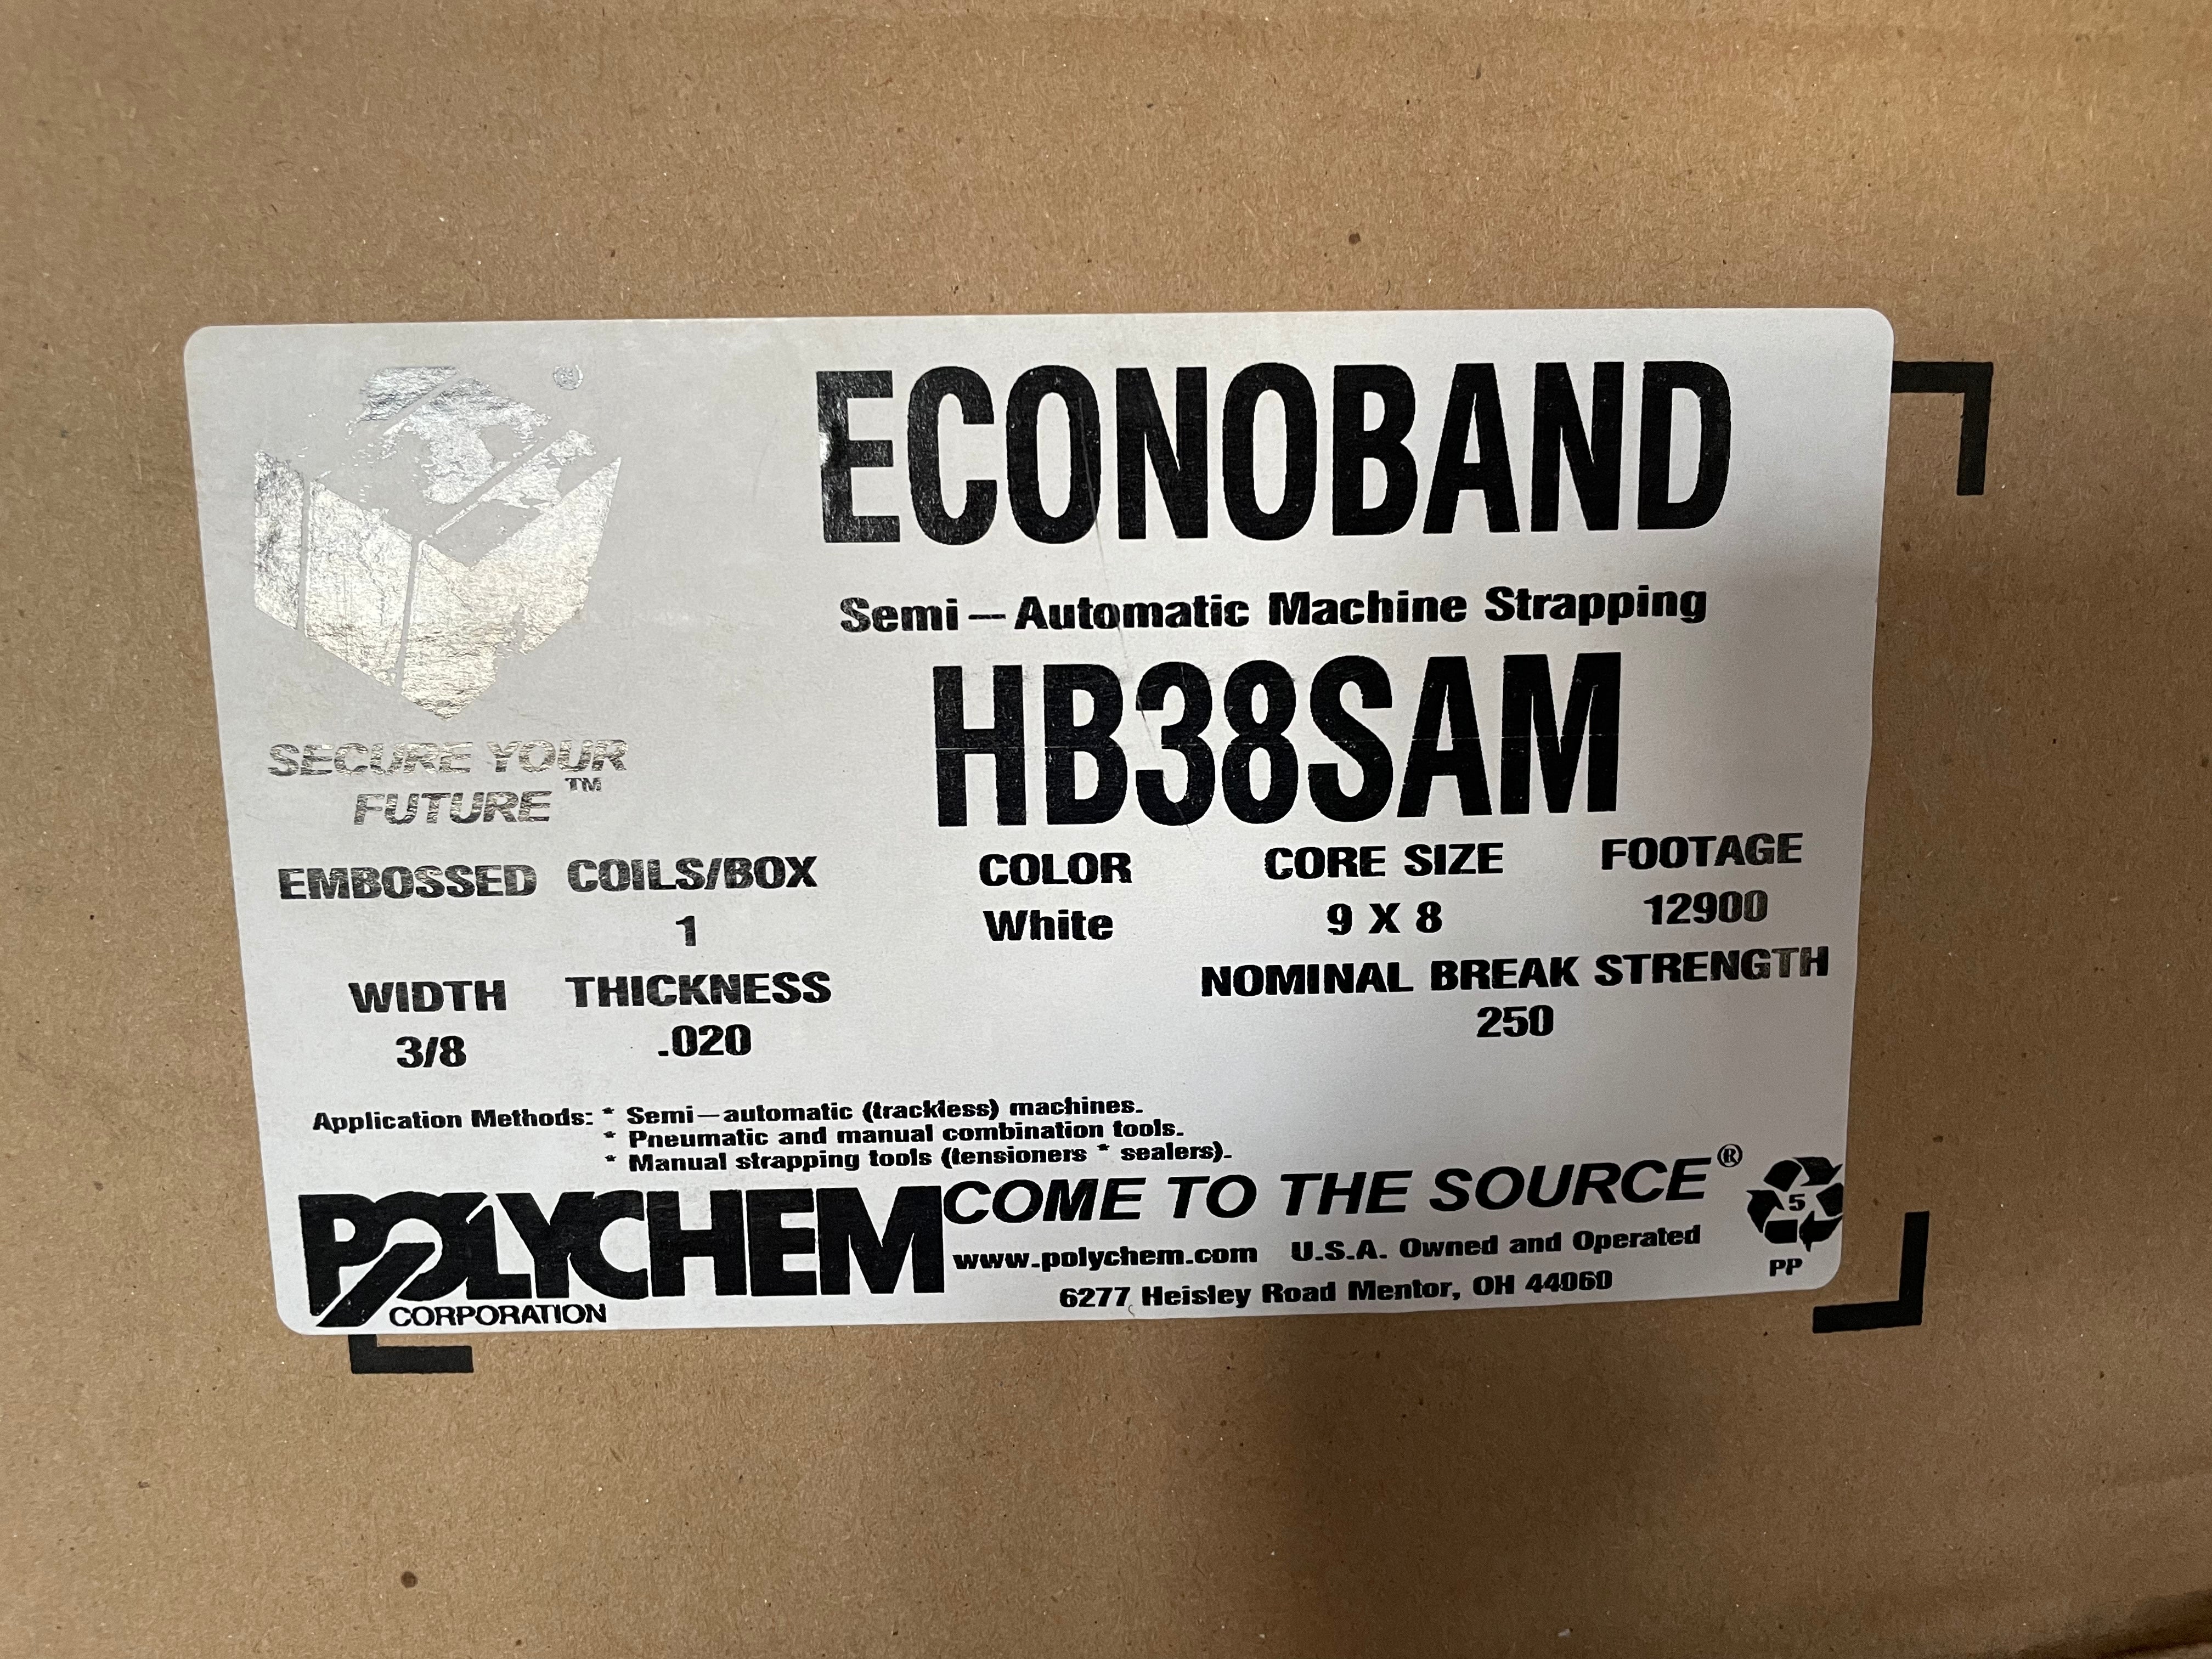 ®
ECONOBAND
Semi-Automatic Machine Strapping
HB38SAM
SECURE YOUR
FUTURE ™
EMBOSSED COILS/BOX COLOR CORE SIZE FOOTAGE
1 White 9 X 8 12900
WIDTH THICKNESS NOMINAL BREAK STRENGTH
3/8 .020 250
Application Methods: * Semi-automatic (trackless) machines.
* Pneumatic and manual combination tools.
* Manual strapping tools (tensioners * sealers).
POLYCHEM
CORPORATION
COME TO THE SOURCE®
www.polychem.com U.S.A. Owned and Operated
6277 Heisley Road Mentor, OH 44060
5
PP